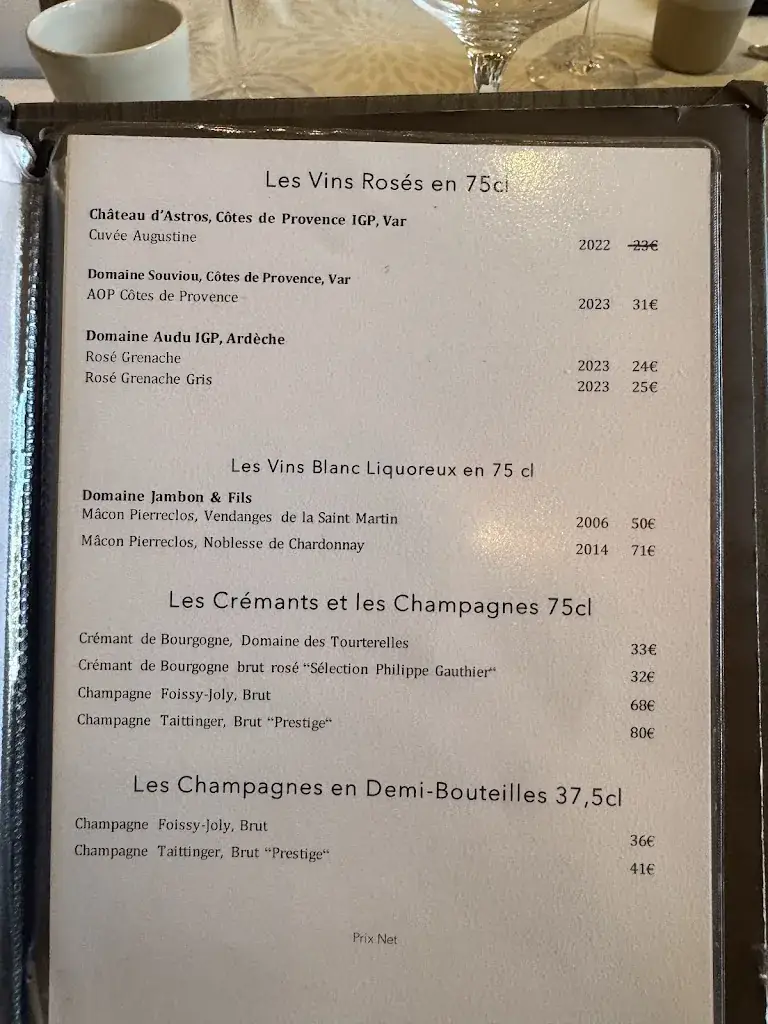 Les Vins Rosés en 75cl
Château d'Astros, Côtes de Provence IGP, Var
Cuvée Augustine 2022 23€
Domaine Souviou, Côtes de Provence, Var
AOP Côtes de Provence 2023 31€
Domaine Audu IGP, Ardèche
Rosé Grenache 2023 24€
Rosé Grenache Gris 2023 25€
Les Vins Blanc Liquoreux en 75 cl
Domaine Jambon & Fils
Mâcon Pierreclos, Vendanges de la Saint Martin 2006 50€
Mâcon Pierreclos, Noblesse de Chardonnay 2014 71€
Les Crémants et les Champagnes 75cl
Crémant de Bourgogne, Domaine des Tourterelles 33€
Crémant de Bourgogne brut rosé "Sélection Philippe Gauthier" 32€
Champagne Foissy-Joly, Brut 68€
Champagne Taittinger, Brut "Prestige" 80€
Les Champagnes en Demi-Bouteilles 37,5cl
Champagne Foissy-Joly, Brut 36€
Champagne Taittinger, Brut "Prestige" 41€
Prix Net